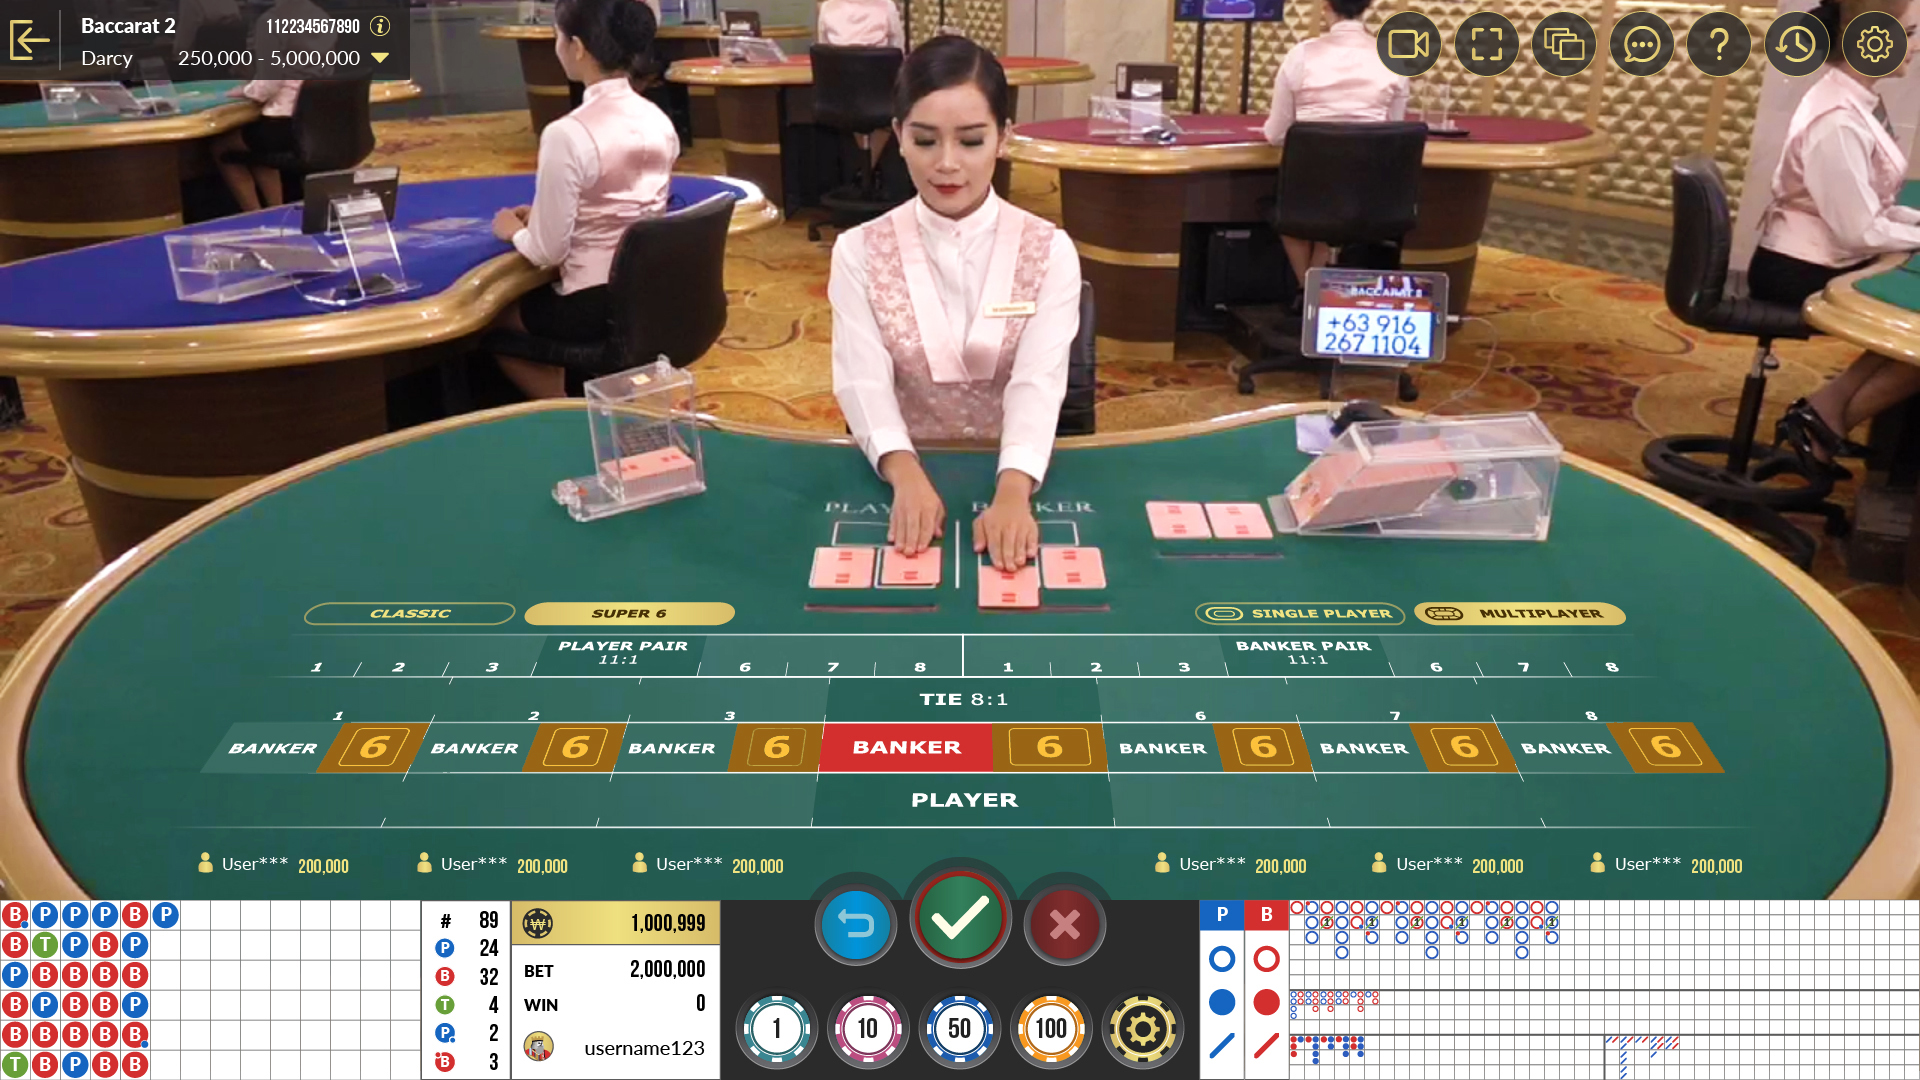 Baccarat 2
112234567890
Darcy
250,000 - 5,000,000
BACCARAT
+63 916
267 1104
PLAY
KER
CLASSIC
SUPER 6
SINGLE PLAYER
MULTIPLAYER
PLAYER PAIR
11:1
BANKER PAIR
11:1
1 2 3 6 7 8 1 2 3 6 7 8
TIE 8:1
1 2 3 6 7 8
BANKER 6 BANKER 6 BANKER 6 BANKER 6 BANKER 6 BANKER 6 BANKER 6
PLAYER
User*** 200,000
User*** 200,000
User*** 200,000
User*** 200,000
User*** 200,000
User*** 200,000
B P P P B P
B T P B P
P B B B B
B P B B P
B B B B B
T B P B B
# 89
P 24
B 32
T 4
P 2
B 3
1,000,999
BET 2,000,000
WIN 0
username123
1 10 50 100
P B